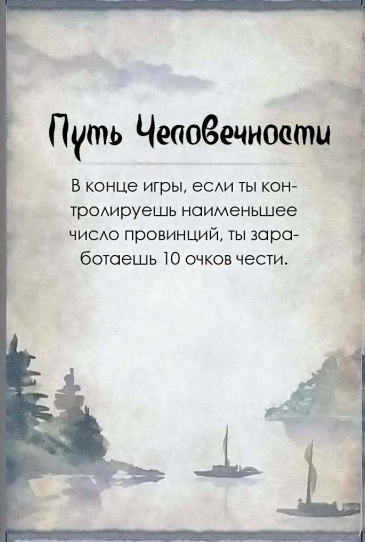 Путь Человечности
В конце игры, если ты кон-
тролируешь наименьшее
число провинций, ты зара-
ботаешь 10 очков чести.